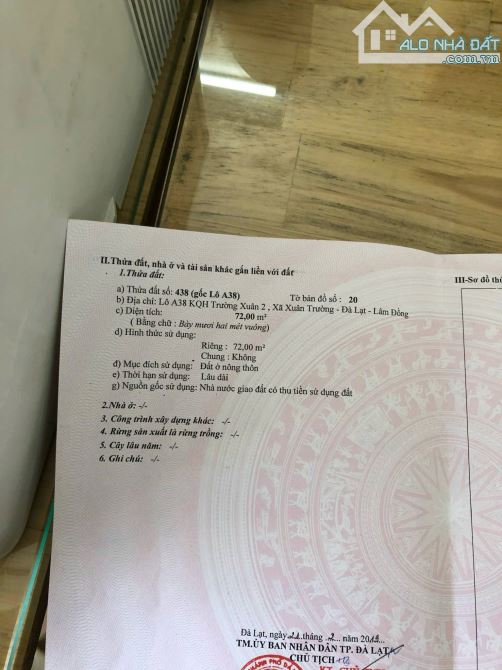 ALO NHÀ ĐẤT
.com.vn
II.Thửa đất, nhà ở và tài sản khác gắn liền với đất
1.Thửa đất:
a) Thửa đất số: 438 (gốc Lô A38) Tờ bản đồ số : 20
b) Địa chỉ: Lô A38 KQH Trường Xuân 2 , Xã Xuân Trường - Đà Lạt - Lâm Đồng
c) Diện tích: 72,00 m²
( Bằng chữ : Bảy mươi hai mét vuông)
d) Hình thức sử dụng:
Riêng : 72,00 m²
Chung : Không
đ) Mục đích sử dụng: Đất ở nông thôn
e) Thời hạn sử dụng: Lâu dài
g) Nguồn gốc sử dụng: Nhà nước giao đất có thu tiền sử dụng đất
2.Nhà ở: -/-
3. Công trình xây dựng khác: -/-
4. Rừng sản xuất là rừng trồng: -/-
5. Cây lâu năm: -/-
6. Ghi chú: -/-
III-Sơ đồ thử
Đà Lạt, ngày tháng 2 năm 2019
TM.ỦY BAN NHÂN DÂN TP. ĐÀ LẠT
CHỦ TỊCH